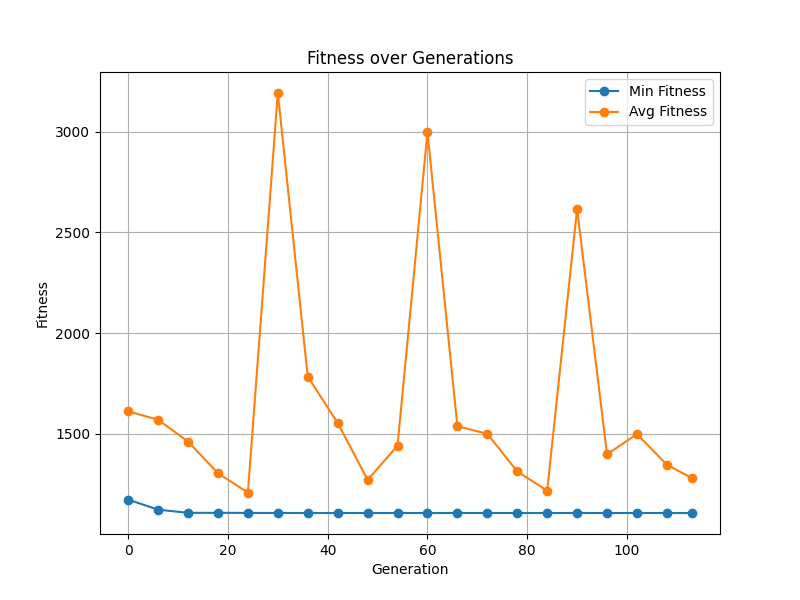 Fitness over Generations
Min Fitness
Avg Fitness
3000
2500
2000
1500
Fitness
0 20 40 60 80 100
Generation